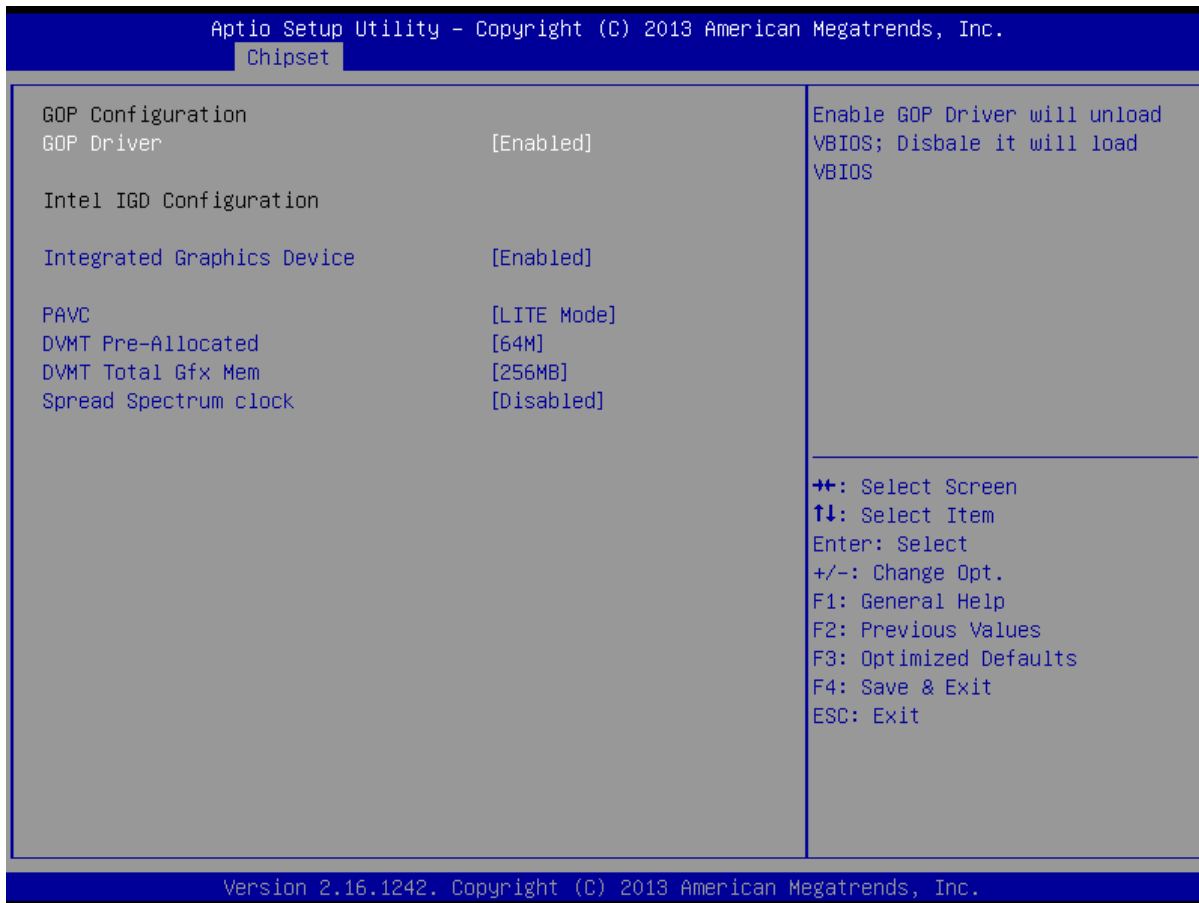 Aptio Setup Utility – Copyright (C) 2013 American Megatrends, Inc.
Chipset
GOP Configuration
GOP Driver [Enabled]
Intel IGD Configuration
Integrated Graphics Device [Enabled]
PAVC [LITE Mode]
DVMT Pre-Allocated [64M]
DVMT Total Gfx Mem [256MB]
Spread Spectrum clock [Disabled]
Enable GOP Driver will unload
VBIOS; Disbale it will load
VBIOS
→←: Select Screen
↑↓: Select Item
Enter: Select
+/-: Change Opt.
F1: General Help
F2: Previous Values
F3: Optimized Defaults
F4: Save & Exit
ESC: Exit
Version 2.16.1242. Copyright (C) 2013 American Megatrends, Inc.